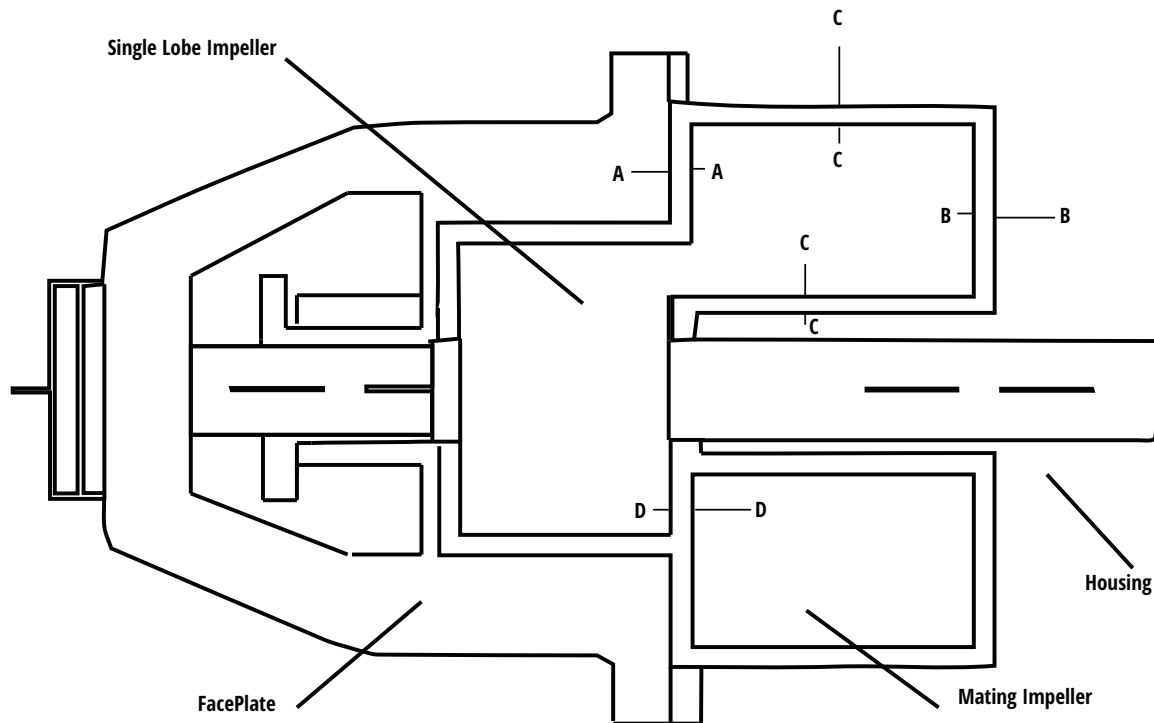 C
Single Lobe Impeller
C
A
A
B
B
C
C
D
D
Housing
FacePlate
Mating Impeller